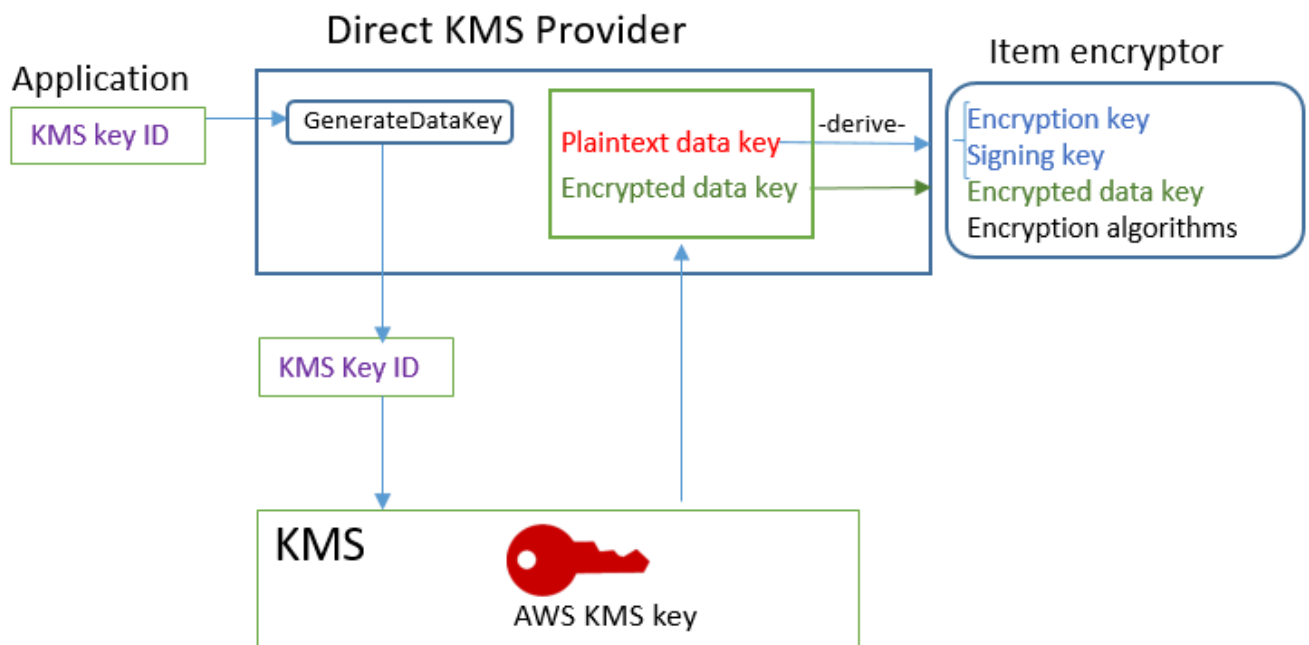 Direct KMS Provider
Item encryptor
Application
KMS key ID
GenerateDataKey
Plaintext data key
Encrypted data key
-derive-
Encryption key
Signing key
Encrypted data key
Encryption algorithms
KMS Key ID
KMS
AWS KMS key